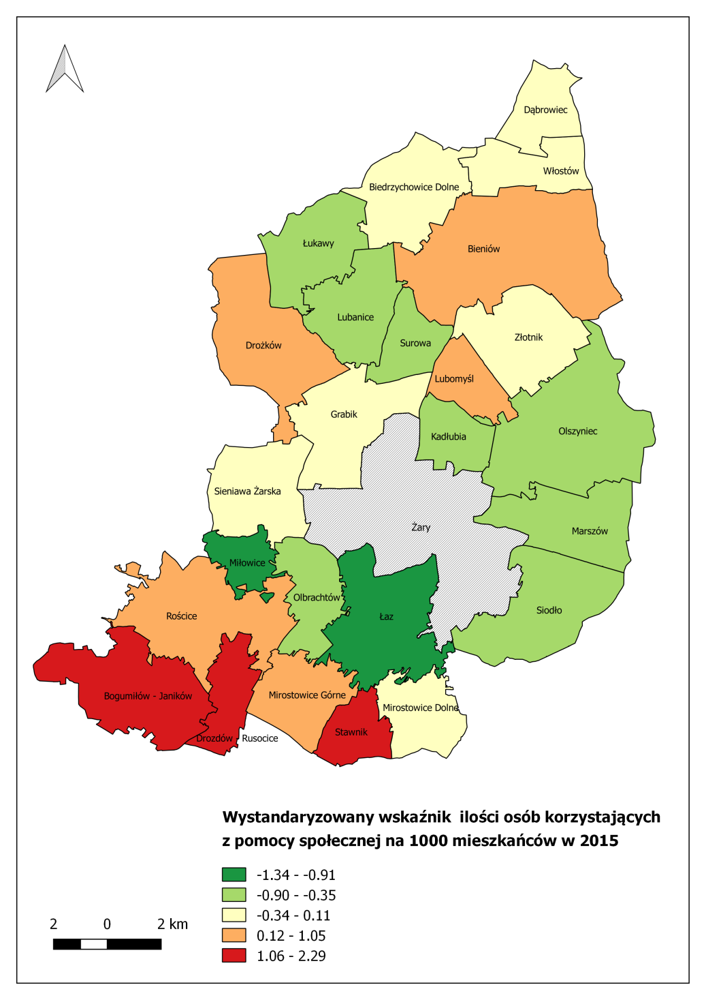 Dąbrowiec
Włostów
Biedrzychowice Dolne
Łukawy
Bieniów
Lubanice
Złotnik
Surowa
Drożków
Lubomyśl
Grabik
Olszyniec
Kadłubia
Sieniawa Żarska
Żary
Marszów
Miłowice
Olbrachtów
Siodło
Rościce
Łaz
Bogumiłów - Janików
Mirostowice Górne
Mirostowice Dolne
Stawnik
Drozdów
Rusocice
Wystandaryzowany wskaźnik  ilości osób korzystających
z pomocy społecznej na 1000 mieszkańców w 2015
-1.34 - -0.91
-0.90 - -0.35
-0.34 - 0.11
0.12 - 1.05
1.06 - 2.29
2 0 2 km